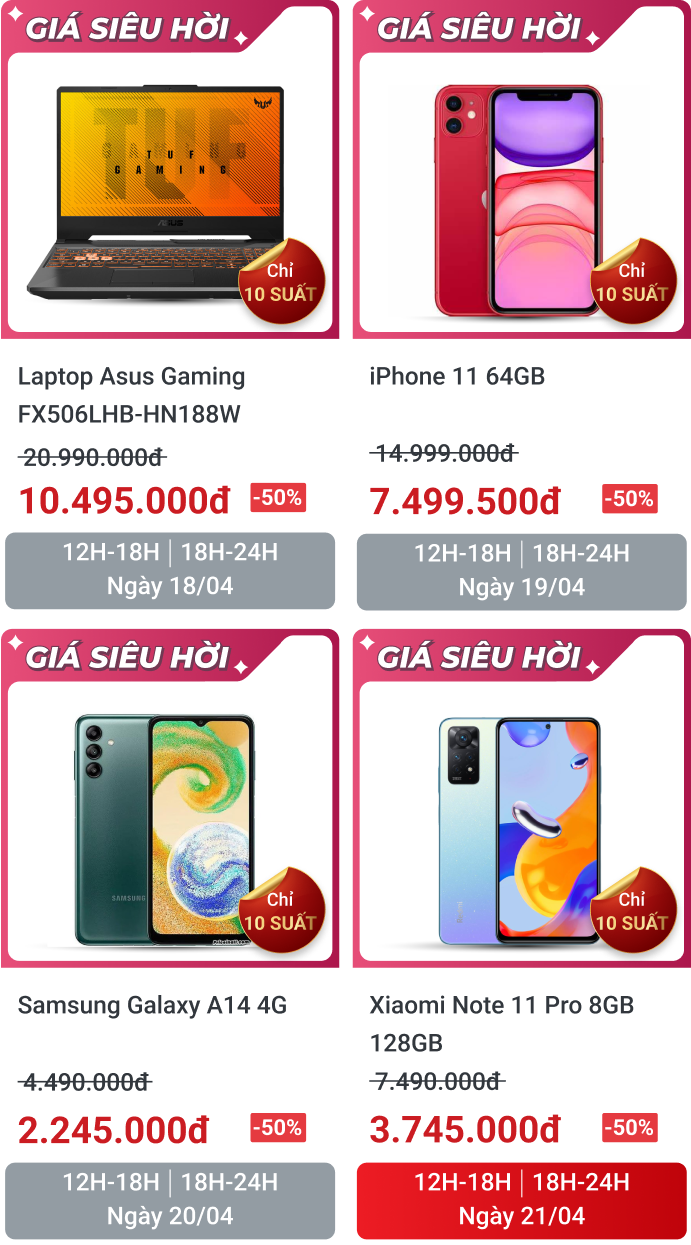 GIÁ SIÊU HỜI
TUF
GAMING
TUF
GAMING
ASUS
Chỉ
10 SUẤT
Laptop Asus Gaming
FX506LHB-HN188W
20.990.000đ
10.495.000đ -50%
12H-18H | 18H-24H
Ngày 18/04
GIÁ SIÊU HỜI
Chỉ
10 SUẤT
iPhone 11 64GB
14.999.000đ
7.499.500đ -50%
12H-18H | 18H-24H
Ngày 19/04
GIÁ SIÊU HỜI
SAMSUNG
Chỉ
10 SUẤT
Samsung Galaxy A14 4G
4.490.000đ
2.245.000đ -50%
12H-18H | 18H-24H
Ngày 20/04
GIÁ SIÊU HỜI
Chỉ
10 SUẤT
Xiaomi Note 11 Pro 8GB
128GB
7.490.000đ
3.745.000đ -50%
12H-18H | 18H-24H
Ngày 21/04